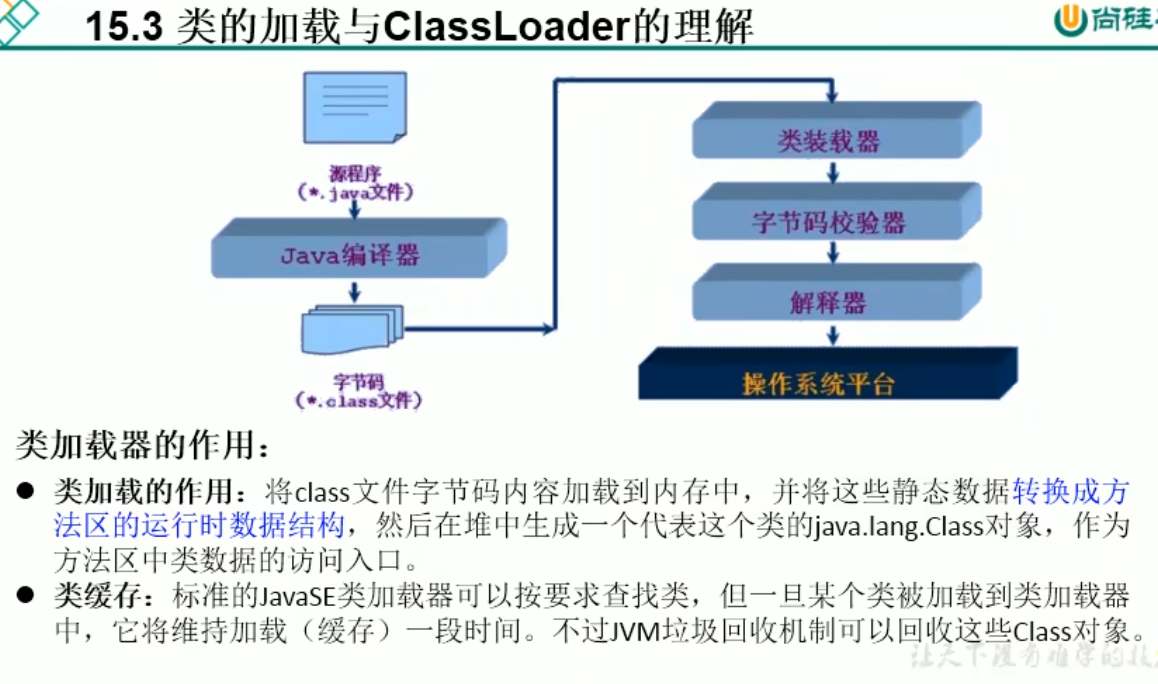 15.3 类的加载与ClassLoader的理解
尚硅
源程序
(*.java文件)
Java编译器
字节码
(*.class文件)
类装载器
字节码校验器
解释器
操作系统平台
类加载器的作用：
● 类加载的作用：将class文件字节码内容加载到内存中，并将这些静态数据转换成方
法区的运行时数据结构，然后在堆中生成一个代表这个类的java.lang.Class对象，作为
方法区中类数据的访问入口。
● 类缓存：标准的JavaSE类加载器可以按要求查找类，但一旦某个类被加载到类加载器
中，它将维持加载（缓存）一段时间。不过JVM垃圾回收机制可以回收这些Class对象。
让天下没有难学的技